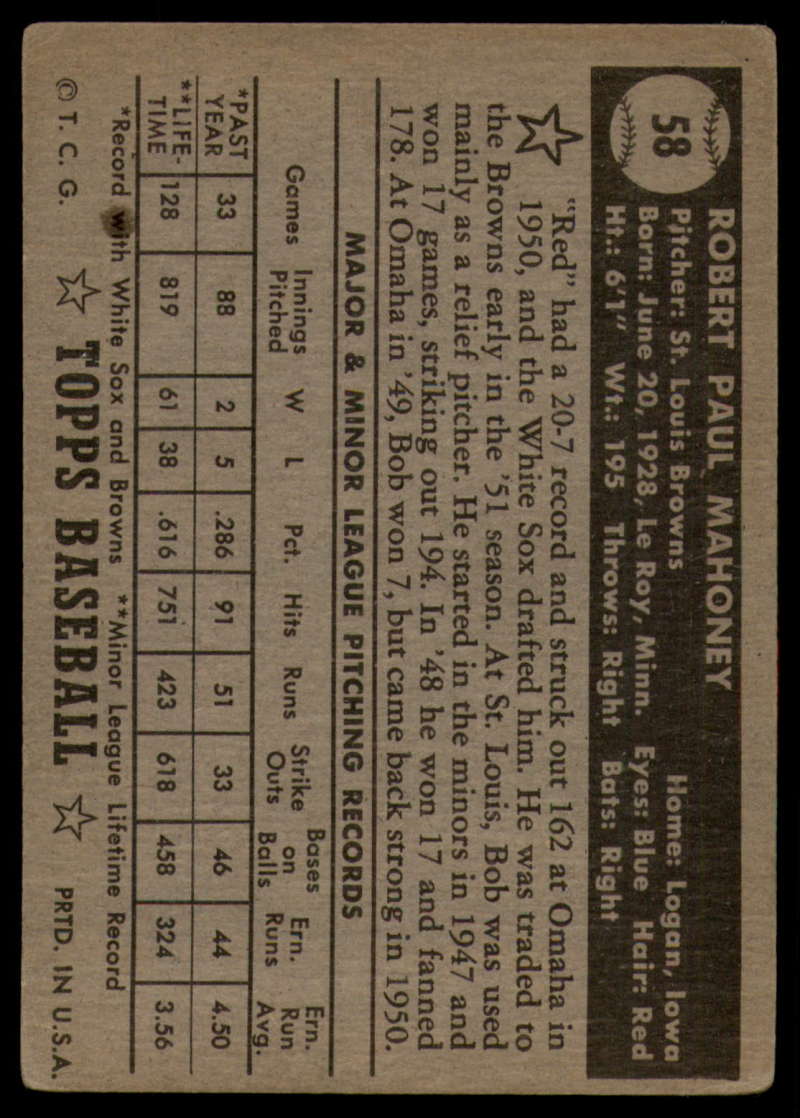 58
ROBERT PAUL MAHONEY
Pitcher: St. Louis Browns Home: Logan, Iowa
Born: June 20, 1928, Le Roy, Minn. Eyes: Blue Hair: Red
Ht.: 6'1" Wt.: 195 Throws: Right Bats: Right
"Red" had a 20-7 record and struck out 162 at Omaha in
1950, and the White Sox drafted him. He was traded to
the Browns early in the '51 season. At St. Louis, Bob was used
mainly as a relief pitcher. He started in the minors in 1947 and
won 17 games, striking out 194. In '48 he won 17 and fanned
178. At Omaha in '49, Bob won 7, but came back strong in 1950.
MAJOR & MINOR LEAGUE PITCHING RECORDS
Games Innings Pitched W L Pct. Hits Runs Strike Outs Bases on Balls Ern. Runs Ern. Run Avg.
*PAST YEAR 33 88 2 5 .286 91 51 33 46 44 4.50
**LIFE-TIME 128 819 61 38 .616 751 423 618 458 324 3.56
*Record with White Sox and Browns **Minor League Lifetime Record
© T. C. G. TOPPS BASEBALL PRTD. IN U.S.A.